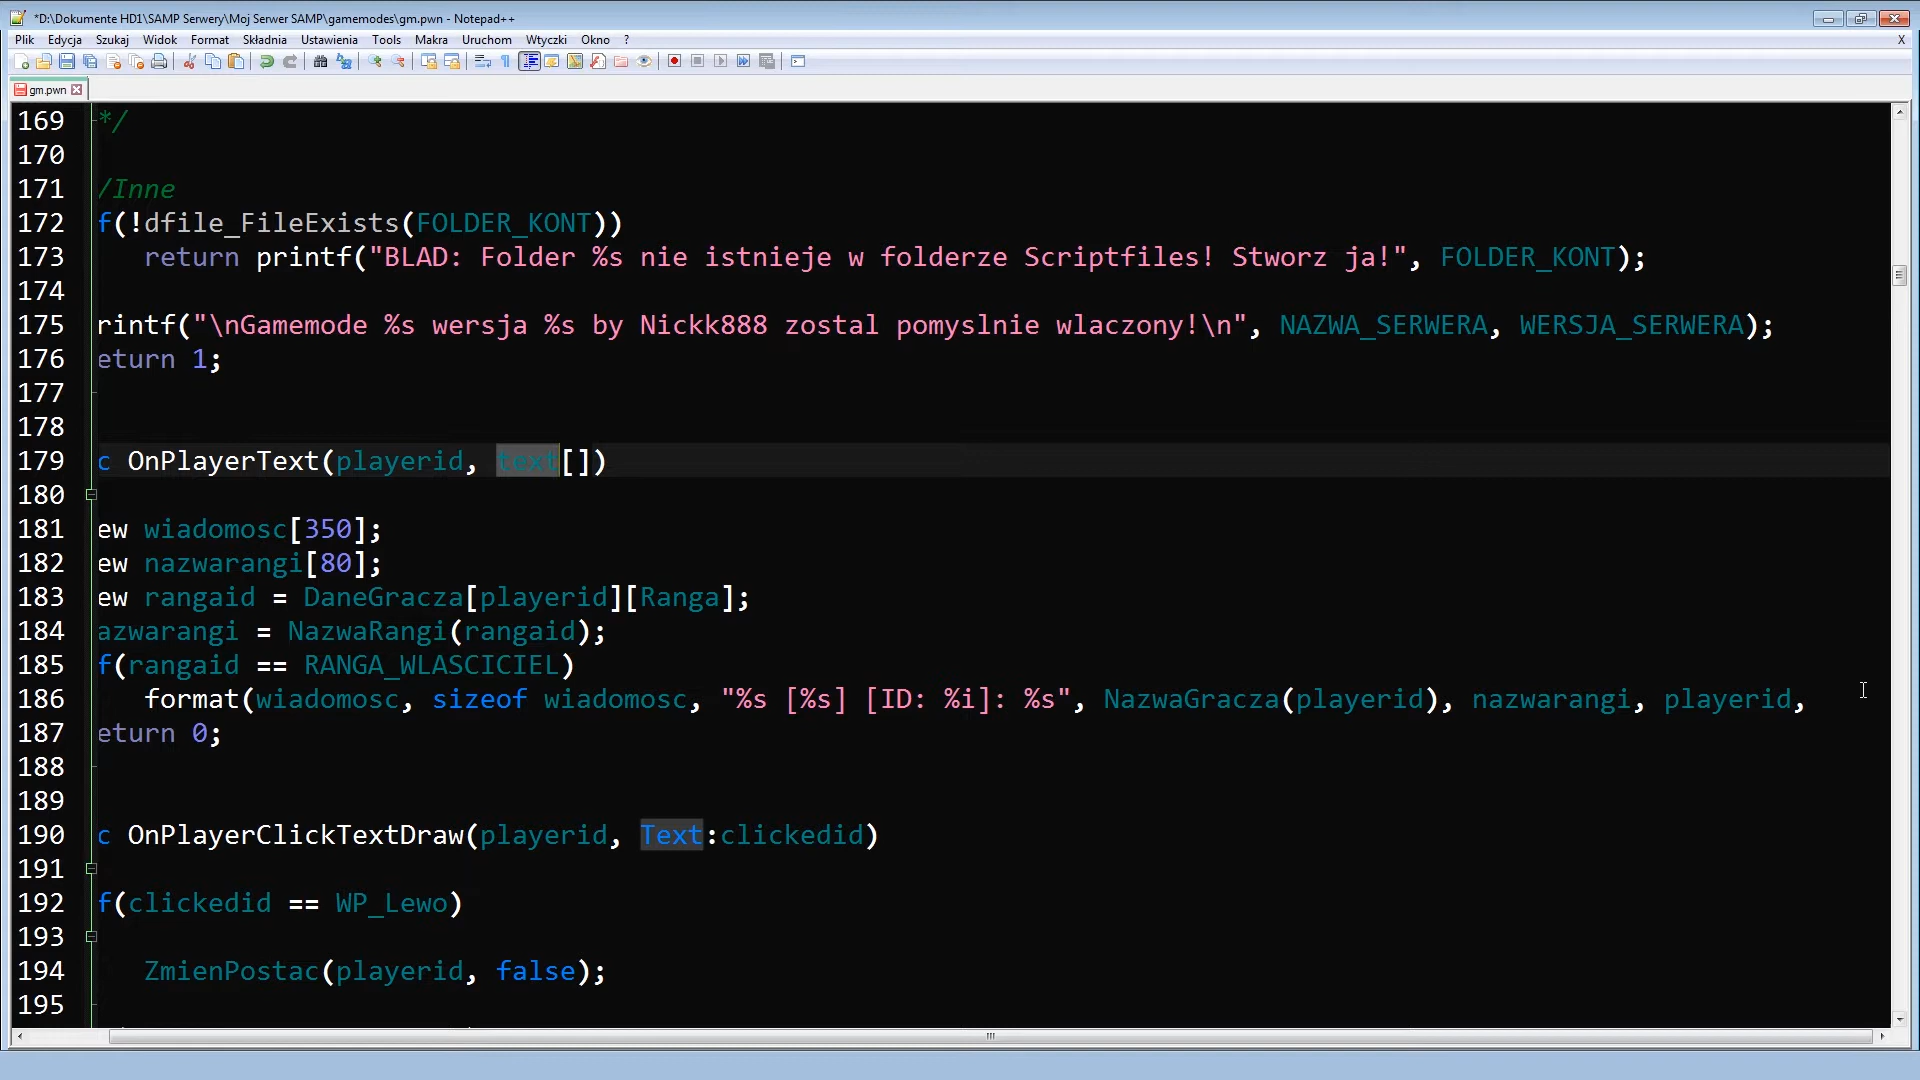 *D:\Dokumente HD1\SAMP Serwery\Moj Serwer SAMP\gamemodes\gm.pwn - Notepad++
Plik Edycja Szukaj Widok Format Składnia Ustawienia Tools Makra Uruchom Wtyczki Okno ? X
gm.pwn
169 */
170
171 /Inne
172 f(!dfile_FileExists(FOLDER_KONT))
173 return printf("BLAD: Folder %s nie istnieje w folderze Scriptfiles! Stworz ja!", FOLDER_KONT);
174
175 rintf("\nGamemode %s wersja %s by Nickk888 zostal pomyslnie wlaczony!\n", NAZWA_SERWERA, WERSJA_SERWERA);
176 eturn 1;
177
178
179 c OnPlayerText(playerid, text[])
180
181 ew wiadomosc[350];
182 ew nazwarangi[80];
183 ew rangaid = DaneGracza[playerid][Ranga];
184 azwarangi = NazwaRangi(rangaid);
185 f(rangaid == RANGA_WLASCICIEL)
186 format(wiadomosc, sizeof wiadomosc, "%s [%s] [ID: %i]: %s", NazwaGracza(playerid), nazwarangi, playerid,
187 eturn 0;
188
189
190 c OnPlayerClickTextDraw(playerid, Text:clickedid)
191
192 f(clickedid == WP_Lewo)
193
194 ZmienPostac(playerid, false);
195